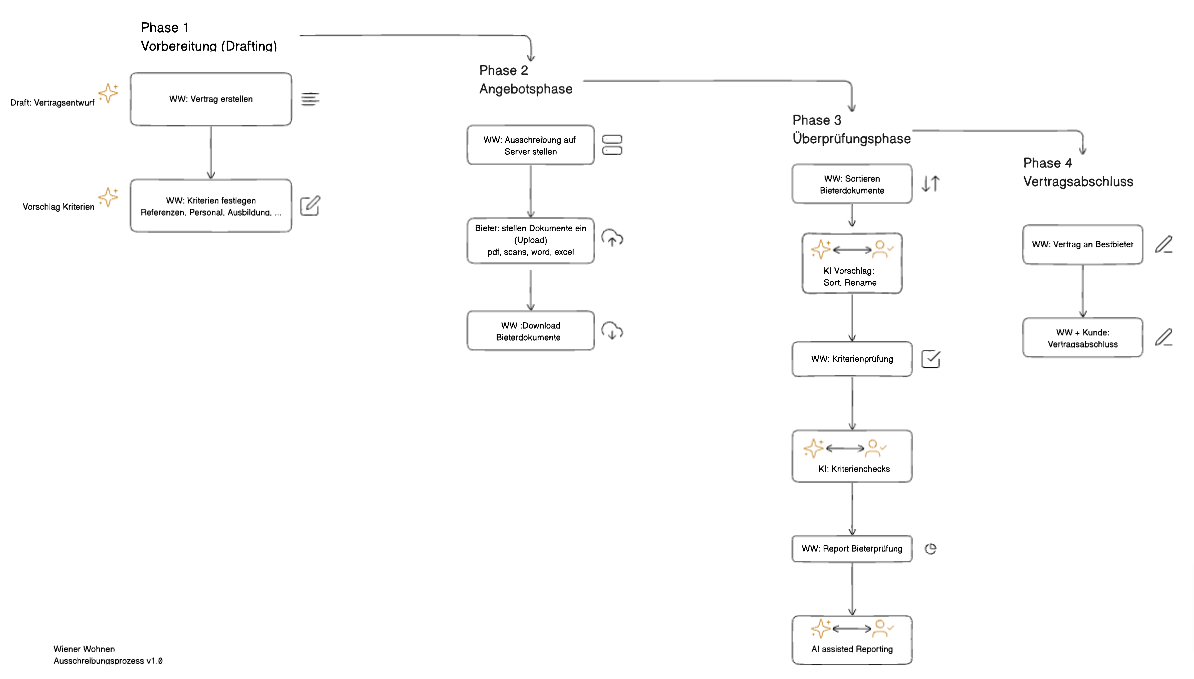 Phase 1
Vorbereitung (Drafting)
Draft: Vertragsentwurf
WW: Vertrag erstellen
Vorschlag Kriterien
WW: Kriterien festlegen
Referenzen, Personal, Ausbildung, ...
Phase 2
Angebotsphase
WW: Ausschreibung auf
Server stellen
Bieter: stellen Dokumente ein
(Upload)
pdf, scans, word, excel
WW :Download
Bieterdokumente
Phase 3
Überprüfungsphase
WW: Sortieren
Bieterdokumente
KI Vorschlag:
Sort, Rename
WW: Kriterienprüfung
KI: Kriterienchecks
WW: Report Bieterprüfung
AI assisted Reporting
Phase 4
Vertragsabschluss
WW: Vertrag an Bestbieter
WW + Kunde:
Vertragsabschluss
Wiener Wohnen
Ausschreibungsprozess v1.0